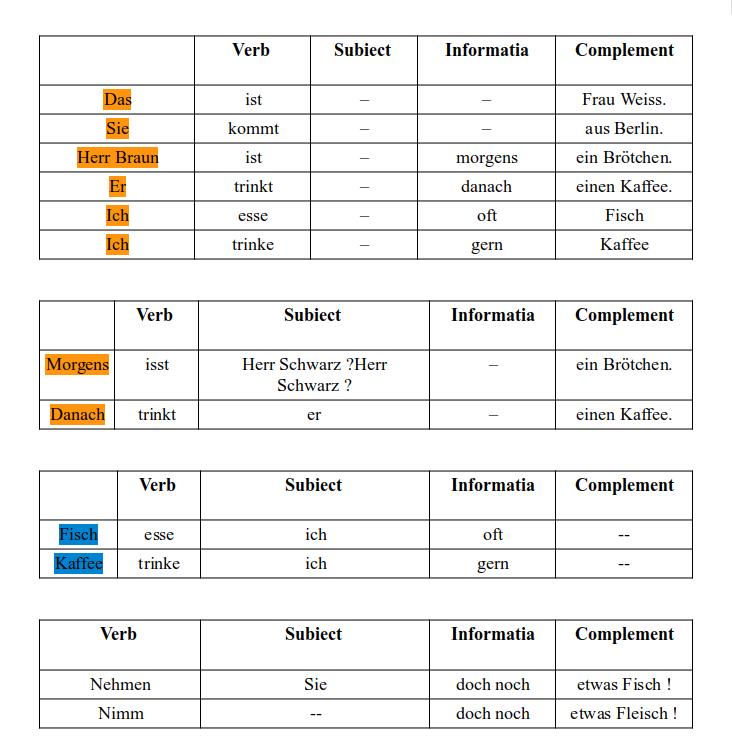 Verb Subiect Informatia Complement
Das ist – – Frau Weiss.
Sie kommt – – aus Berlin.
Herr Braun ist – morgens ein Brötchen.
Er trinkt – danach einen Kaffee.
Ich esse – oft Fisch
Ich trinke – gern Kaffee
Verb Subiect Informatia Complement
Morgens isst Herr Schwarz ?Herr – ein Brötchen.
Schwarz ?
Danach trinkt er – einen Kaffee.
Verb Subiect Informatia Complement
Fisch esse ich oft --
Kaffee trinke ich gern --
Verb Subiect Informatia Complement
Nehmen Sie doch noch etwas Fisch !
Nimm -- doch noch etwas Fleisch !